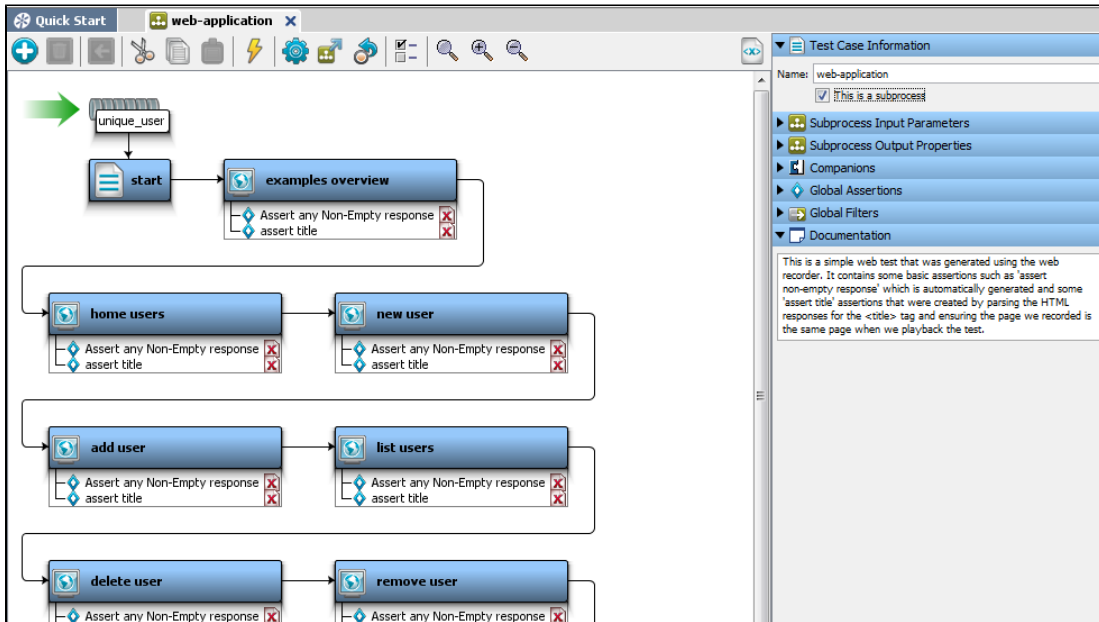 Quick Start
web-application
Test Case Information
Name: web-application
This is a subprocess
Subprocess Input Parameters
Subprocess Output Properties
Companions
Global Assertions
Global Filters
Documentation
This is a simple web test that was generated using the web
recorder. It contains some basic assertions such as 'assert
non-empty response' which is automatically generated and some
'assert title' assertions that were created by parsing the HTML
responses for the <title> tag and ensuring the page we recorded is
the same page when we playback the test.
unique_user
start
examples overview
Assert any Non-Empty response
assert title
home users
Assert any Non-Empty response
assert title
new user
Assert any Non-Empty response
assert title
add user
Assert any Non-Empty response
assert title
list users
Assert any Non-Empty response
assert title
delete user
Assert any Non-Empty response
remove user
Assert any Non-Empty response